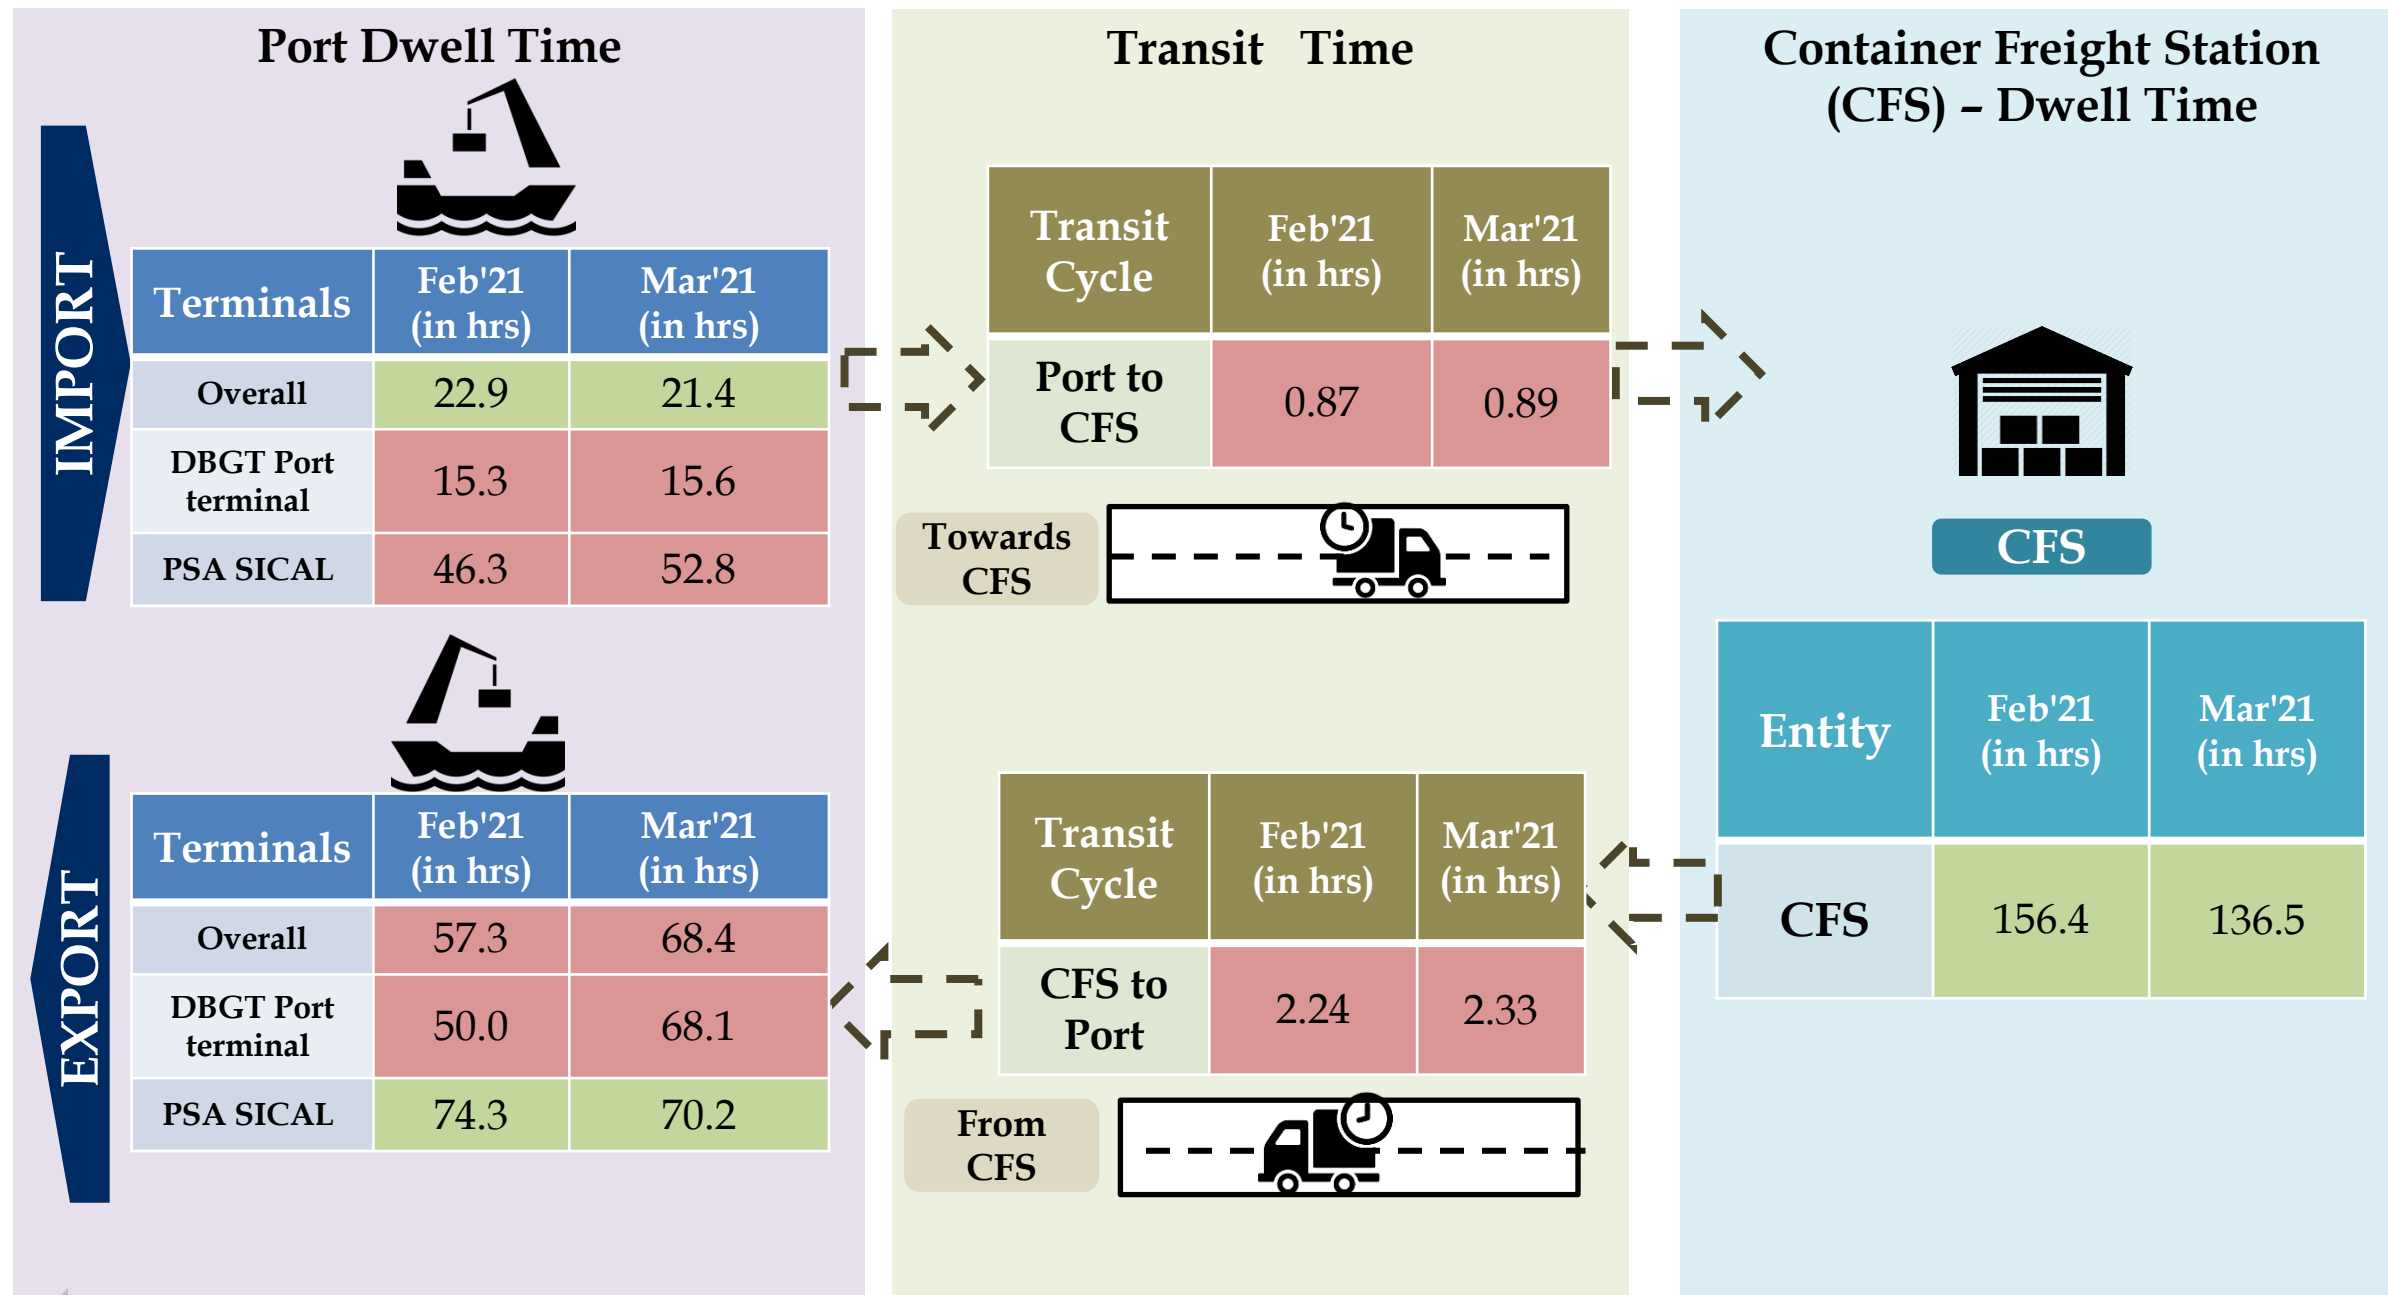 Port Dwell Time
IMPORT
Terminals Feb'21 (in hrs) Mar'21 (in hrs)
Overall 22.9 21.4
DBGT Port terminal 15.3 15.6
PSA SICAL 46.3 52.8
EXPORT
Terminals Feb'21 (in hrs) Mar'21 (in hrs)
Overall 57.3 68.4
DBGT Port terminal 50.0 68.1
PSA SICAL 74.3 70.2
Transit Time
Transit Cycle Feb'21 (in hrs) Mar'21 (in hrs)
Port to CFS 0.87 0.89
Towards
CFS
Transit Cycle Feb'21 (in hrs) Mar'21 (in hrs)
CFS to Port 2.24 2.33
From
CFS
Container Freight Station
(CFS) – Dwell Time
CFS
Entity Feb'21 (in hrs) Mar'21 (in hrs)
CFS 156.4 136.5